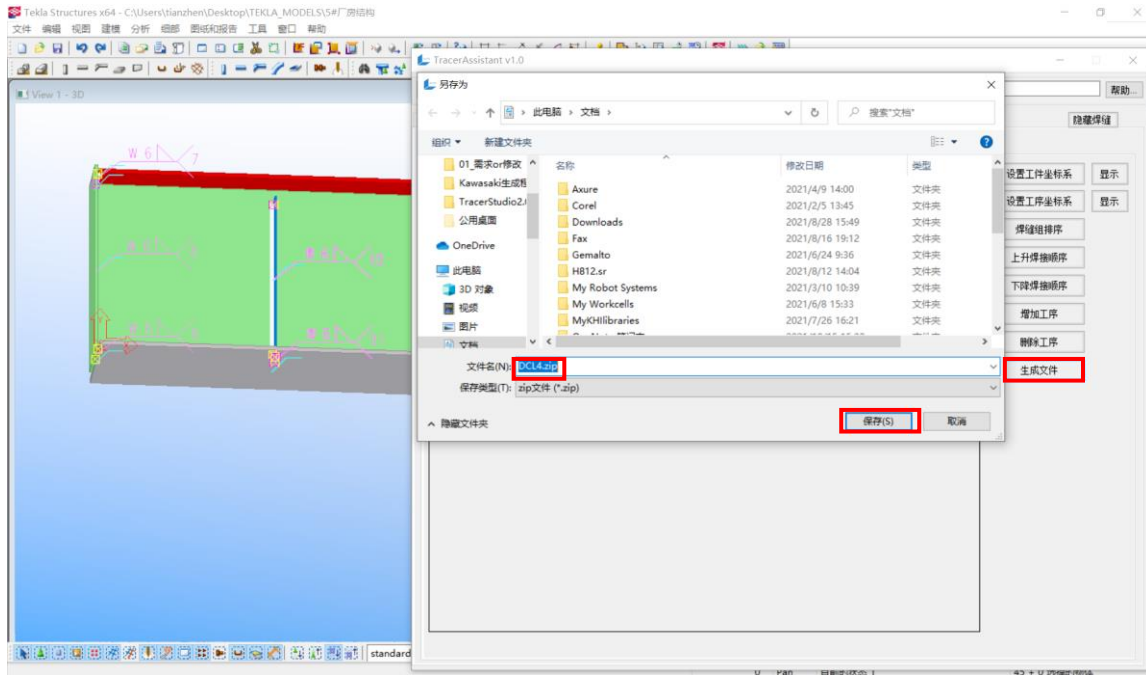 Tekla Structures x64 - C:\Users\tianzhen\Desktop\TEKLA_MODELS\5#厂房结构
文件 编辑 视图 建模 分析 细部 图纸和报告 工具 窗口 帮助
TracerAssistant v1.0
View 1 - 3D
W 6 7
另存为
此电脑 › 文档 ›
搜索"文档"
组织 新建文件夹
01_需求or修改
Kawasaki生成程
TracerStudio2.
公用桌面
OneDrive
此电脑
3D 对象
视频
图片
文档
名称 修改日期 类型
Axure 2021/4/9 14:00 文件夹
Corel 2021/2/5 13:45 文件夹
Downloads 2021/8/28 15:49 文件夹
Fax 2021/8/16 19:12 文件夹
Gemalto 2021/6/24 9:36 文件夹
H812.sr 2021/8/12 14:04 文件夹
My Robot Systems 2021/3/10 10:39 文件夹
My Workcells 2021/6/8 15:33 文件夹
MyKHIlibraries 2021/7/26 16:21 文件夹
文件名(N): DCL4.zip
保存类型(T): zip文件 (*.zip)
隐藏文件夹
保存(S) 取消
帮助...
隐藏焊缝
设置工件坐标系 显示
设置工序坐标系 显示
焊缝组排序
上升焊接顺序
下降焊接顺序
增加工序
删除工序
生成文件
standard
0 Pan